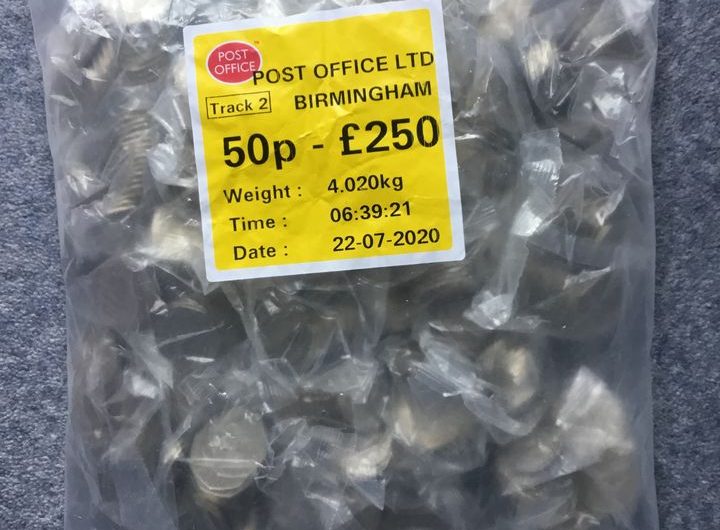 POST
OFFICE™
POST OFFICE LTD
Track 2 BIRMINGHAM
50p - £250
Weight : 4.020kg
Time : 06:39:21
Date : 22-07-2020